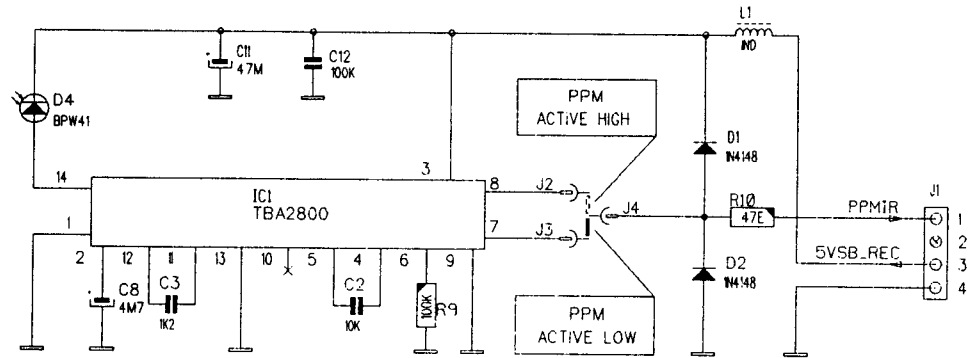 L1
IND
C11
47M
C12
100K
D4
BPW41
PPM
ACTIVE HIGH
D1
1N4148
14
3
8
IC1
TBA2800
J2
J4
R10
47E
PPMIR
J1
1
1
7
J3
2
2
12
11
13
10
5
4
6
9
5VSB_REC
3
D2
1N4148
4
C8
4M7
C3
1K2
C2
10K
100K
R9
PPM
ACTIVE LOW